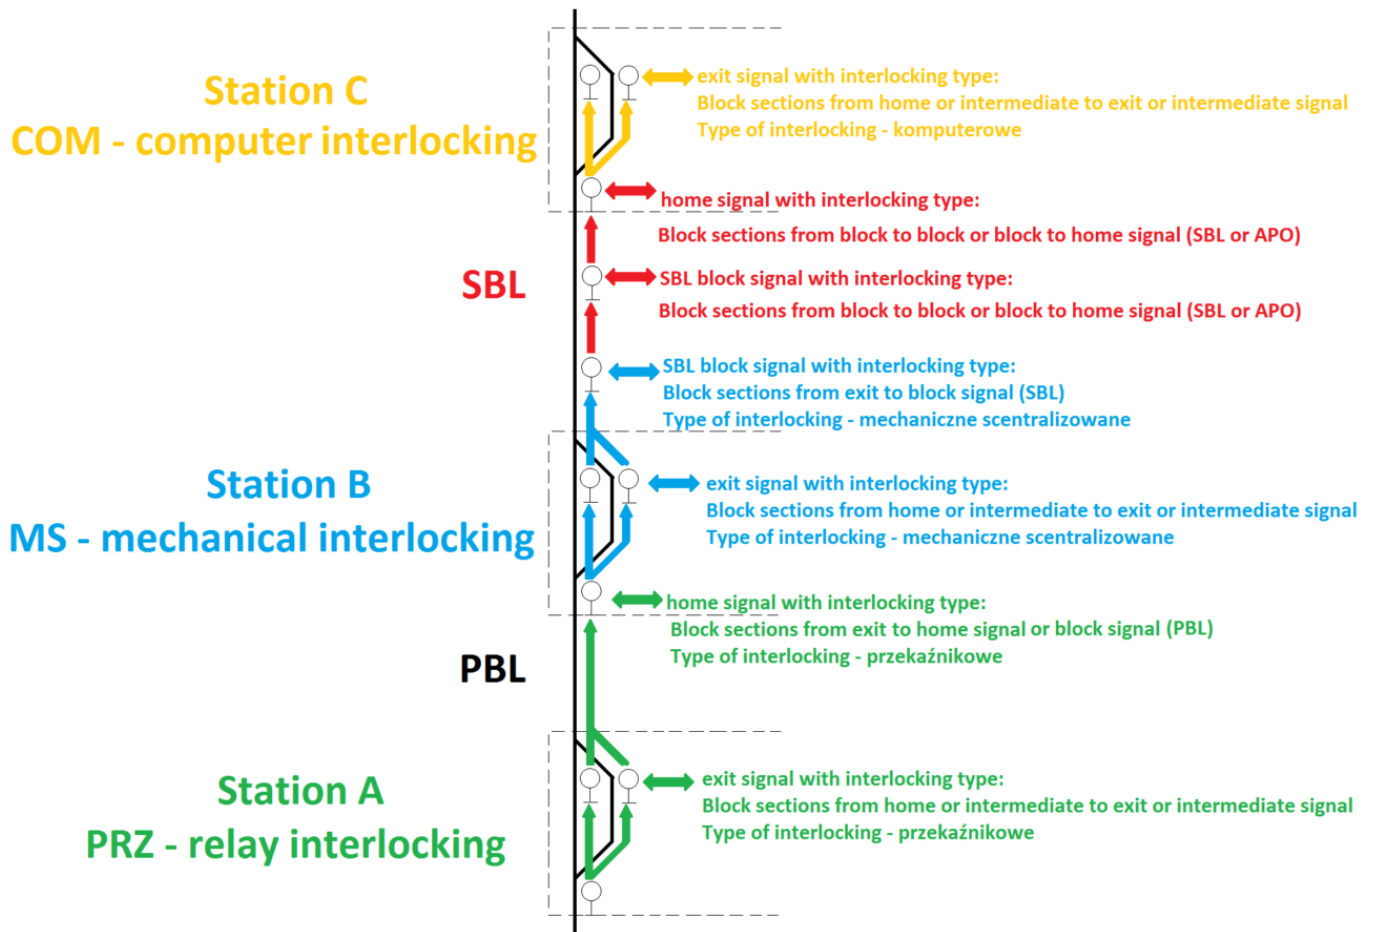 Station C
COM - computer interlocking
exit signal with interlocking type:
Block sections from home or intermediate to exit or intermediate signal
Type of interlocking - komputerowe
home signal with interlocking type:
Block sections from block to block or block to home signal (SBL or APO)
SBL
SBL block signal with interlocking type:
Block sections from block to block or block to home signal (SBL or APO)
SBL block signal with interlocking type:
Block sections from exit to block signal (SBL)
Type of interlocking - mechaniczne scentralizowane
Station B
MS - mechanical interlocking
exit signal with interlocking type:
Block sections from home or intermediate to exit or intermediate signal
Type of interlocking - mechaniczne scentralizowane
home signal with interlocking type:
Block sections from exit to home signal or block signal (PBL)
Type of interlocking - przekaźnikowe
PBL
Station A
PRZ - relay interlocking
exit signal with interlocking type:
Block sections from home or intermediate to exit or intermediate signal
Type of interlocking - przekaźnikowe